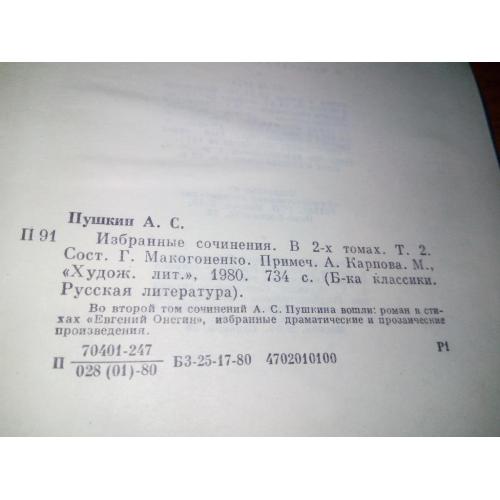 Пушкин А. С.
П 91 Избранные сочинения. В 2-х томах. Т. 2.
Сост. Г. Макогоненко. Примеч. А. Карпова. М.,
«Худож. лит.», 1980. 734 с. (Б-ка классики.
Русская литература).
Во второй том сочинений А. С. Пушкина вошли: роман в сти-
хах «Евгений Онегин», избранные драматические и прозаические
произведения.
П 70401-247 БЗ-25-17-80 4702010100 Р1
028 (01)-80